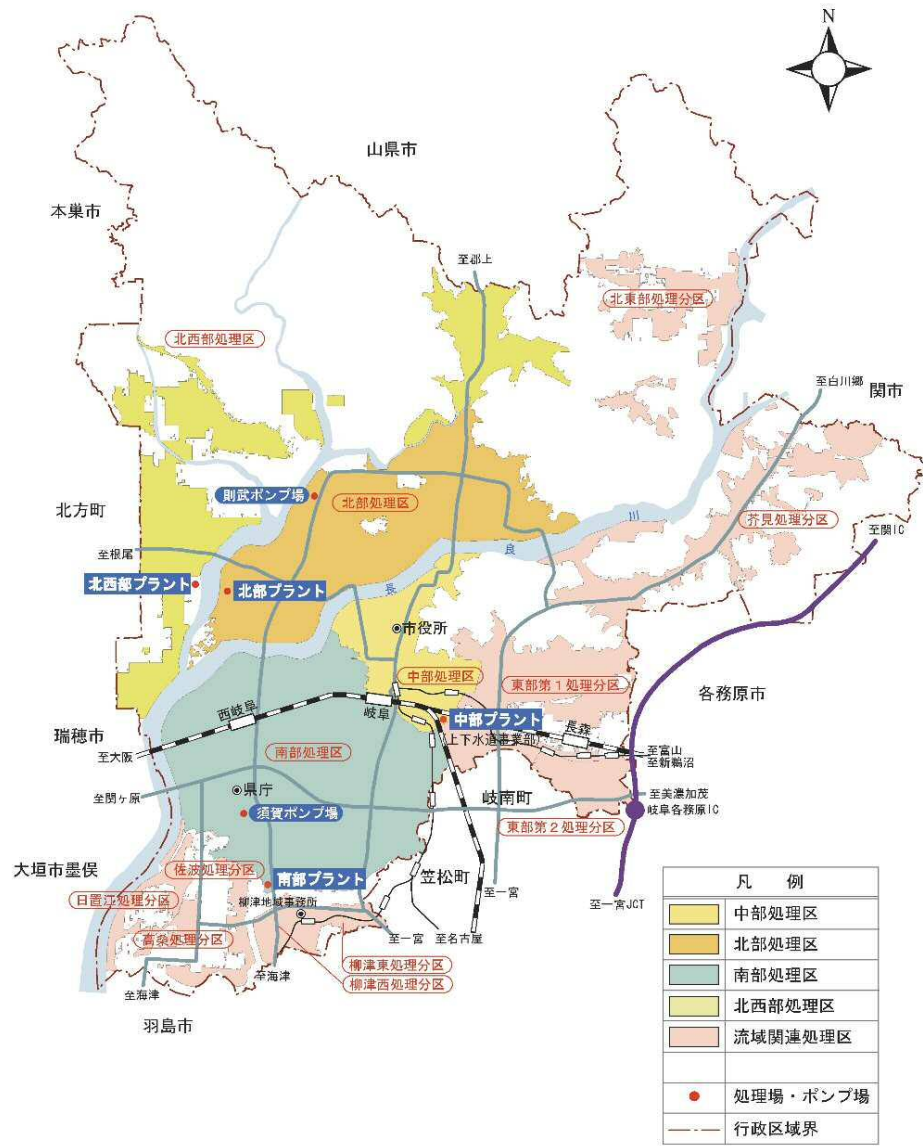 N
山県市
本巣市
至郡上
北東部処理分区
北西部処理区
至白川郷
関市
則武ポンプ場
北部処理区
北方町
川
芥見処理分区
良
至関IC
至根尾
北西部プラント
北部プラント
長
市役所
中部処理区
東部第1処理分区
各務原市
西岐阜
岐阜
中部プラント
長森
瑞穂市
(上下水道事業部)
至富山
至大阪
至新鵜沼
南部処理区
県庁
岐南町
至美濃加茂
至関ヶ原
岐阜各務原IC
須賀ポンプ場
東部第2処理分区
大垣市墨俣
佐波処理分区
南部プラント
笠松町
日置江処理分区
至一宮
至一宮JCT
柳津地域事務所
高桑処理分区
至一宮
至名古屋
柳津東処理分区
至海津
至海津
柳津西処理分区
羽島市
凡 例
中部処理区
北部処理区
南部処理区
北西部処理区
流域関連処理区
処理場・ポンプ場
行政区域界